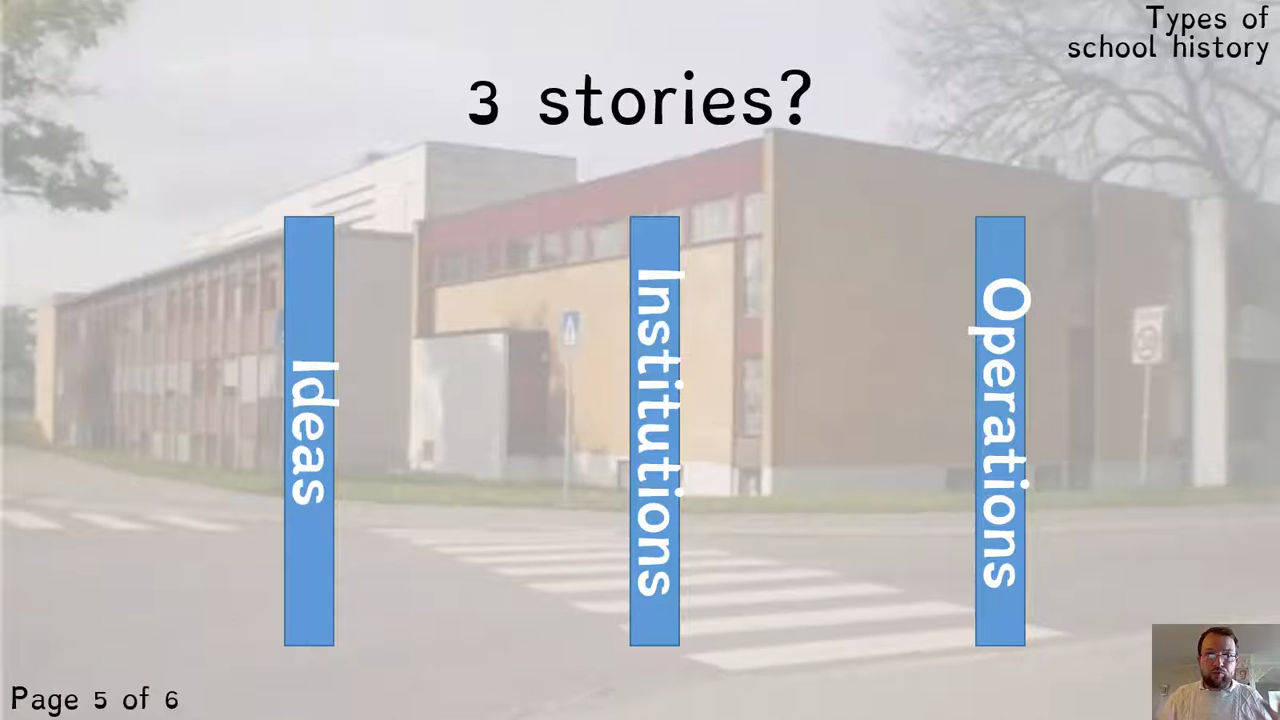 Types of
school history
3 stories?
Ideas
Institutions
Operations
Page 5 of 6